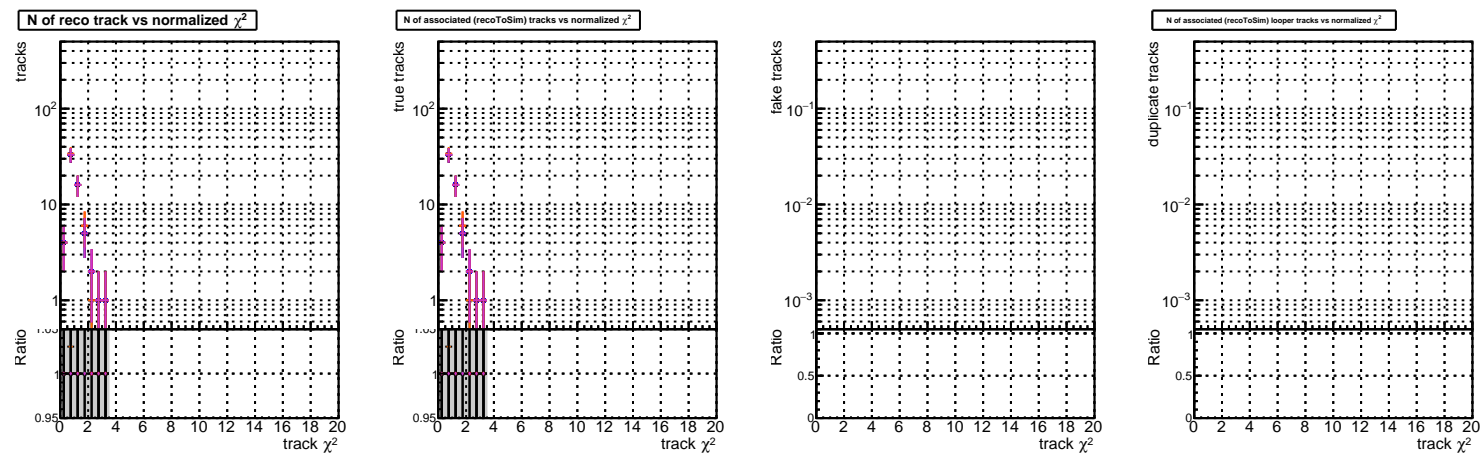 N of reco track vs normalized χ²
tracks
10²
10
1
Ratio
1.05
1
0.95
0 2 4 6 8 10 12 14 16 18 20
track χ²
N of associated (recoToSim) tracks vs normalized χ²
true tracks
10²
10
1
Ratio
1.05
1
0.95
0 2 4 6 8 10 12 14 16 18 20
track χ²
fake tracks
10⁻¹
10⁻²
10⁻³
Ratio
1
0.5
0
0 2 4 6 8 10 12 14 16 18 20
track χ²
N of associated (recoToSim) looper tracks vs normalized χ²
duplicate tracks
10⁻¹
10⁻²
10⁻³
Ratio
1
0.5
0
0 2 4 6 8 10 12 14 16 18 20
track χ²